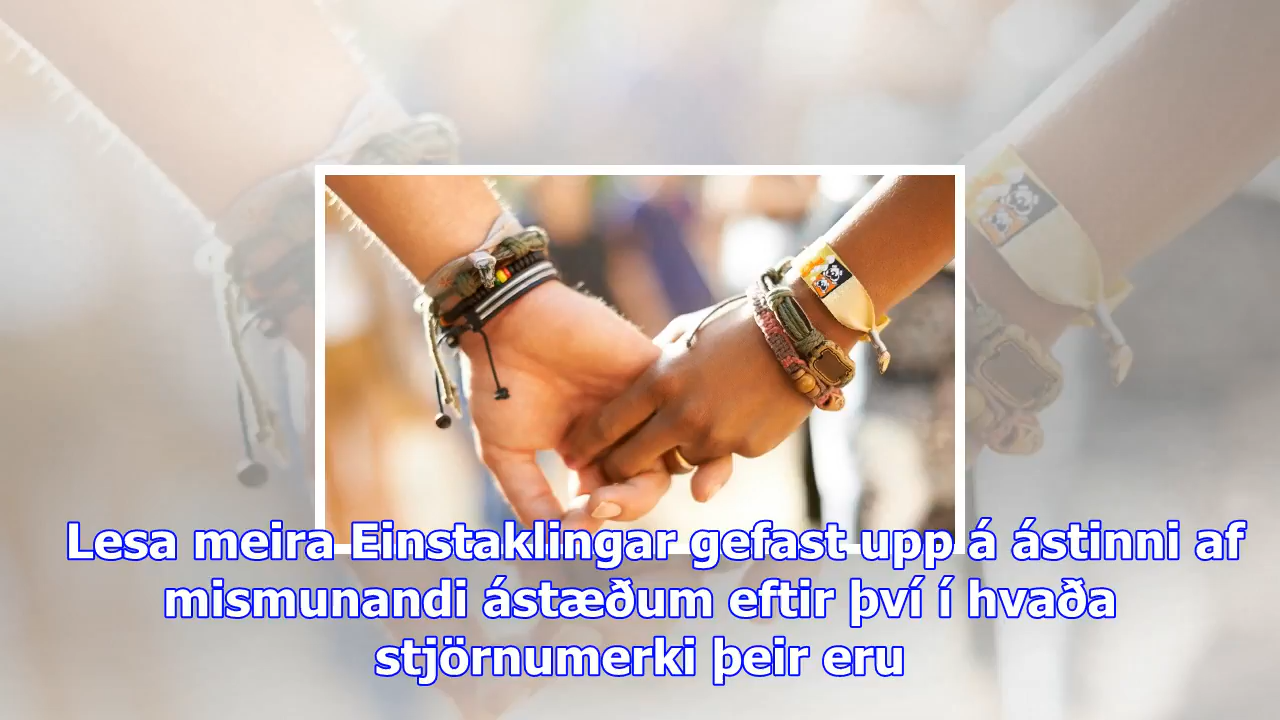 Lesa meira Einstaklingar gefast upp á ástinni af
mismunandi ástæðum eftir því í hvaða
stjörnumerki þeir eru